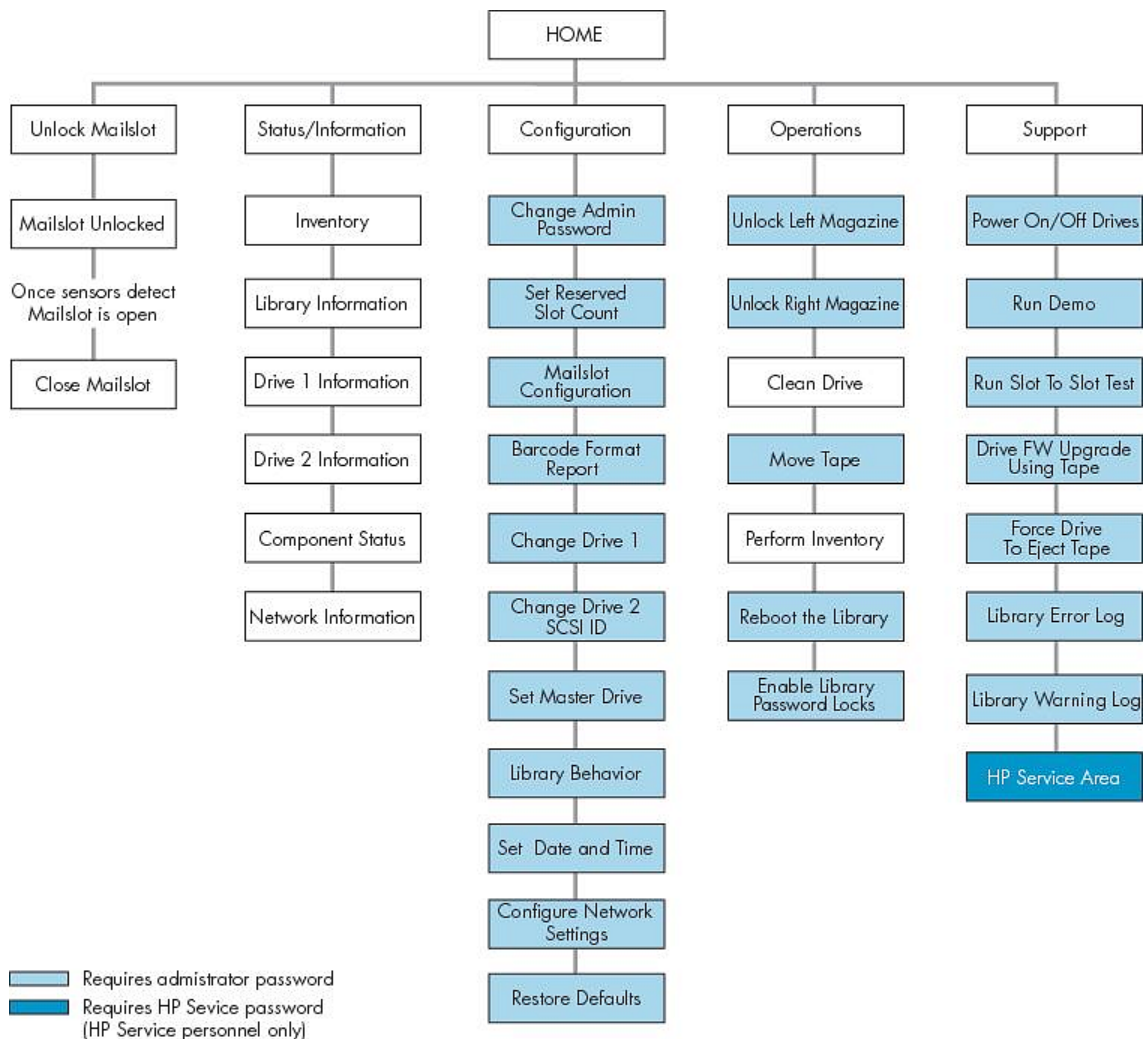 HOME
Unlock Mailslot
Mailslot Unlocked
Once sensors detect
Mailslot is open
Close Mailslot
Status/Information
Inventory
Library Information
Drive 1 Information
Drive 2 Information
Component Status
Network Information
Configuration
Change Admin
Password
Set Reserved
Slot Count
Mailslot
Configuration
Barcode Format
Report
Change Drive 1
Change Drive 2
SCSI ID
Set Master Drive
Library Behavior
Set Date and Time
Configure Network
Settings
Restore Defaults
Operations
Unlock Left Magazine
Unlock Right Magazine
Clean Drive
Move Tape
Perform Inventory
Reboot the Library
Enable Library
Password Locks
Support
Power On/Off Drives
Run Demo
Run Slot To Slot Test
Drive FW Upgrade
Using Tape
Force Drive
To Eject Tape
Library Error Log
Library Warning Log
HP Service Area
Requires admistrator password
Requires HP Sevice password
(HP Service personnel only)